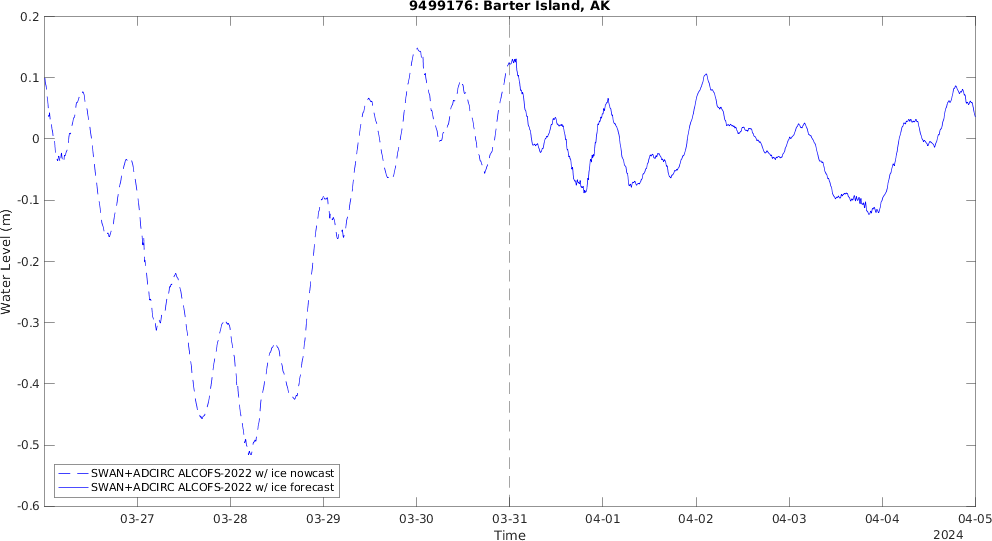 9499176: Barter Island, AK
0.2
0.1
0
-0.1
-0.2
-0.3
-0.4
-0.5
-0.6
Water Level (m)
SWAN+ADCIRC ALCOFS-2022 w/ ice nowcast
SWAN+ADCIRC ALCOFS-2022 w/ ice forecast
03-27 03-28 03-29 03-30 03-31 04-01 04-02 04-03 04-04 04-05
Time
2024